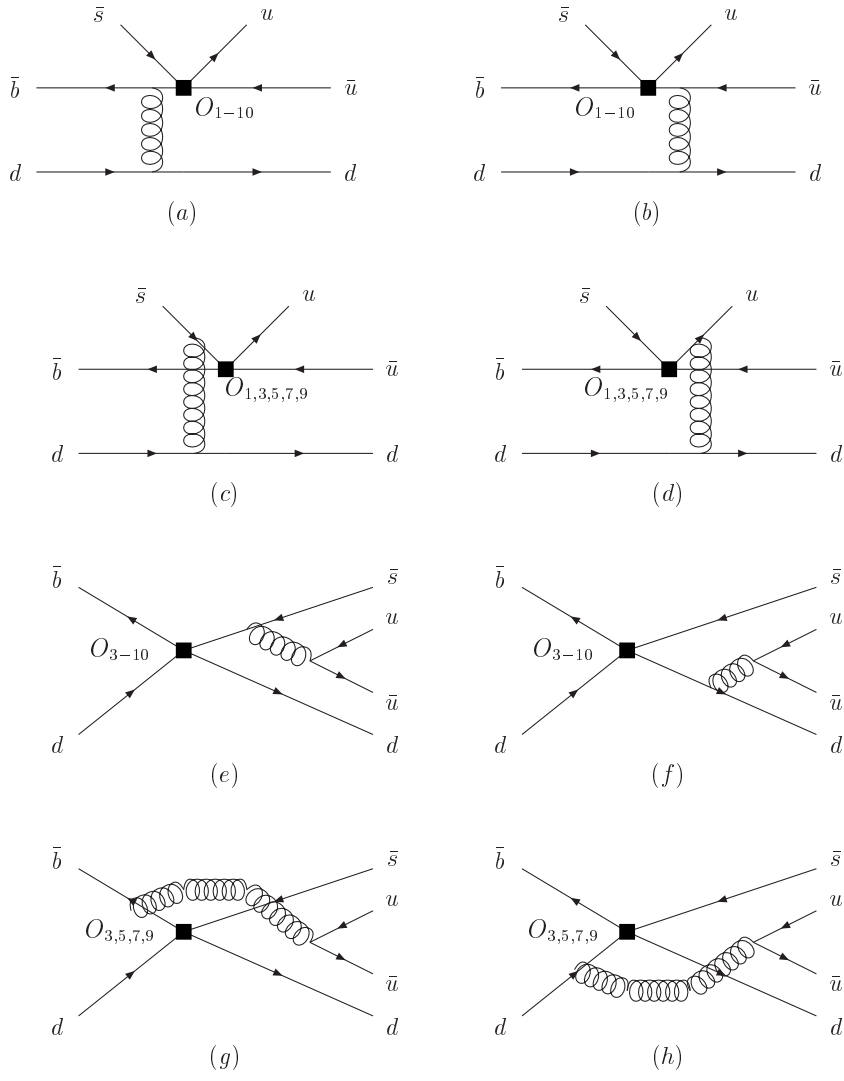 s̄ u s̄ u
b̄ ū b̄ ū
O₁₋₁₀ O₁₋₁₀
d d d d
(a) (b)
s̄ u s̄ u
b̄ ū b̄ ū
O₁,₃,₅,₇,₉ O₁,₃,₅,₇,₉
d d d d
(c) (d)
b̄ s̄ b̄ s̄
u u
O₃₋₁₀ O₃₋₁₀
ū ū
d d d d
(e) (f)
b̄ s̄ b̄ s̄
u u
O₃,₅,₇,₉ O₃,₅,₇,₉
ū ū
d d d d
(g) (h)